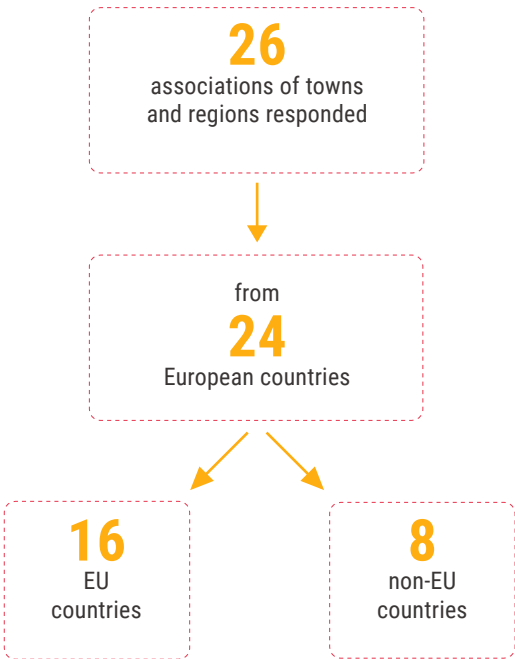 26
associations of towns
and regions responded
from
24
European countries
16
EU
countries
8
non-EU
countries